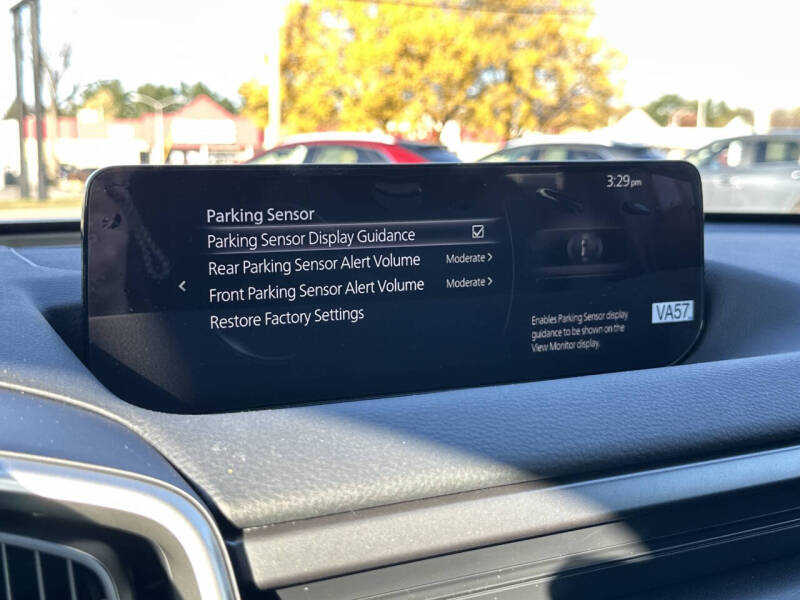 3:29pm
Parking Sensor
Parking Sensor Display Guidance
Rear Parking Sensor Alert Volume Moderate
Front Parking Sensor Alert Volume Moderate
Restore Factory Settings
Enables Parking Sensor display
guidance to be shown on the
View Monitor display.
VA57